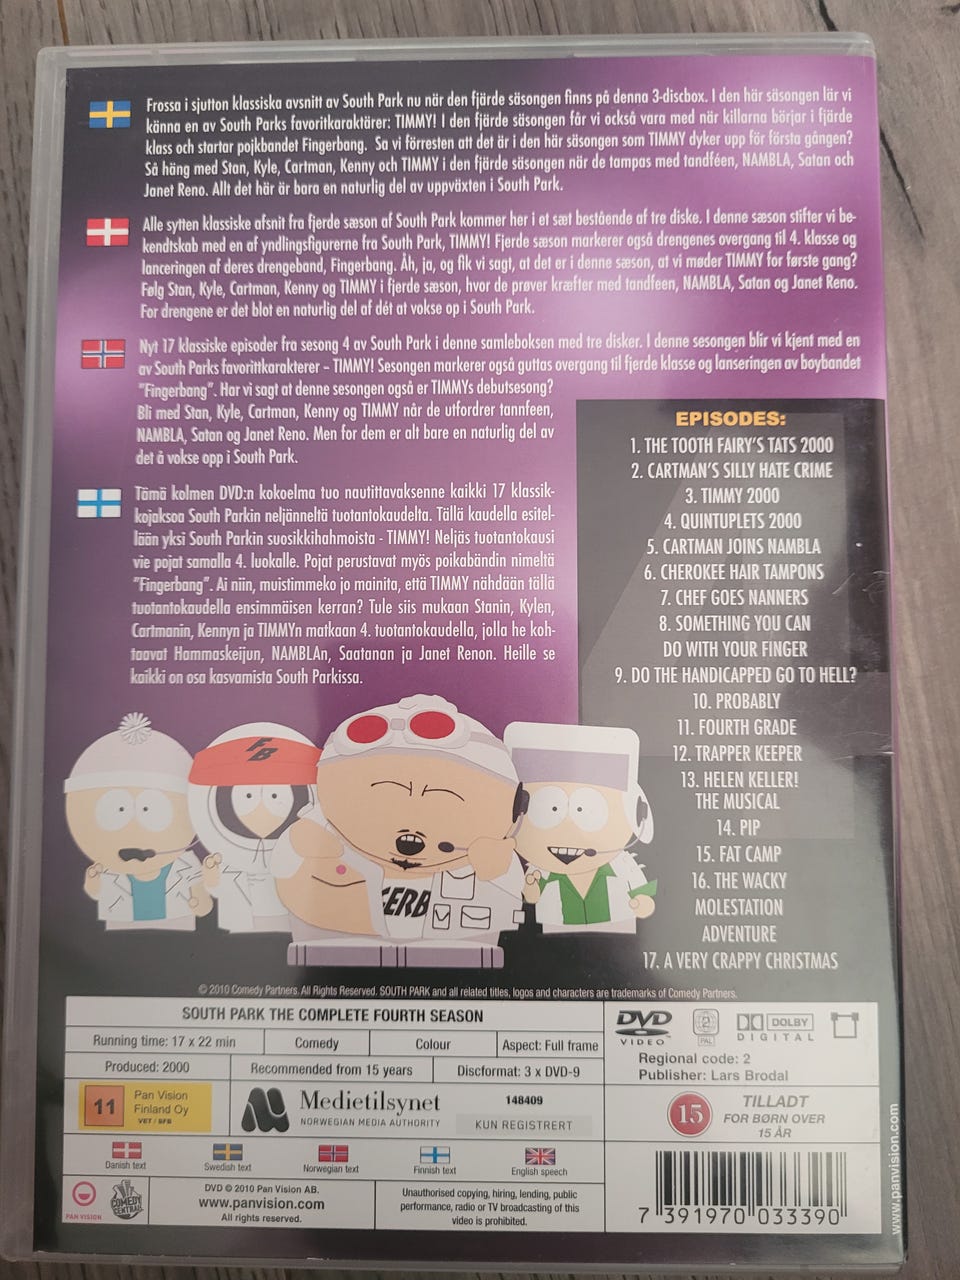 Frossa i sjutton klassiska avsnitt av South Park nu när den fjärde säsongen finns på denna 3-discbox. I den här säsongen lär vi
känna en av South Parks favoritkaraktärer: TIMMY! I den fjärde säsongen får vi också vara med när killarna börjar i fjärde
klass och startar pojkbandet Fingerbang. Sa vi förresten att det är i den här säsongen som TIMMY dyker upp för första gången?
Så häng med Stan, Kyle, Cartman, Kenny och TIMMY i den fjärde säsongen när de tampas med tandféen, NAMBLA, Satan och
Janet Reno. Allt det här är bara en naturlig del av uppväxten i South Park.
Alle sytten klassiske afsnit fra fjerde sæson af South Park kommer her i et sæt bestående af tre diske. I denne sæson stifter vi be-
kendtskab med en af yndlingsfigurerne fra South Park, TIMMY! Fjerde sæson markerer også drengenes overgang til 4. klasse og
lanceringen af deres drengeband, Fingerbang. Åh, ja, og fik vi sagt, at det er i denne sæson, at vi møder TIMMY for første gang?
Følg Stan, Kyle, Cartman, Kenny og TIMMY i fjerde sæson, hvor de prøver kræfter med tandfeen, NAMBLA, Satan og Janet Reno.
For drengene er det blot en naturlig del af dét at vokse op i South Park.
Nyt 17 klassiske episoder fra sesong 4 av South Park i denne samleboksen med tre disker. I denne sesongen blir vi kjent med en
av South Parks favorittkarakterer – TIMMY! Sesongen markerer også guttas overgang til fjerde klasse og lanseringen av boybandet
"Fingerbang". Har vi sagt at denne sesongen også er TIMMYs debutsesong?
Bli med Stan, Kyle, Cartman, Kenny og TIMMY når de utfordrer tannfeen,
NAMBLA, Satan og Janet Reno. Men for dem er alt bare en naturlig del av
det å vokse opp i South Park.
Tämä kolmen DVD:n kokoelma tuo nautittavaksenne kaikki 17 klassik-
kojaksoa South Parkin neljänneltä tuotantokaudelta. Tällä kaudella esitel-
lään yksi South Parkin suosikkihahmoista - TIMMY! Neljäs tuotantokausi
vie pojat samalla 4. luokalle. Pojat perustavat myös poikabändin nimeltä
"Fingerbang". Ai niin, muistimmeko jo mainita, että TIMMY nähdään tällä
tuotantokaudella ensimmäisen kerran? Tule siis mukaan Stanin, Kylen,
Cartmanin, Kennyn ja TIMMYn matkaan 4. tuotantokaudella, jolla he koh-
taavat Hammaskeijun, NAMBLAn, Saatanan ja Janet Renon. Heille se
kaikki on osa kasvamista South Parkissa.
EPISODES:
1. THE TOOTH FAIRY'S TATS 2000
2. CARTMAN'S SILLY HATE CRIME
3. TIMMY 2000
4. QUINTUPLETS 2000
5. CARTMAN JOINS NAMBLA
6. CHEROKEE HAIR TAMPONS
7. CHEF GOES NANNERS
8. SOMETHING YOU CAN
DO WITH YOUR FINGER
9. DO THE HANDICAPPED GO TO HELL?
10. PROBABLY
11. FOURTH GRADE
12. TRAPPER KEEPER
13. HELEN KELLER!
THE MUSICAL
14. PIP
15. FAT CAMP
16. THE WACKY
MOLESTATION
ADVENTURE
17. A VERY CRAPPY CHRISTMAS
FB
ERB
© 2010 Comedy Partners. All Rights Reserved. SOUTH PARK and all related titles, logos and characters are trademarks of Comedy Partners.
SOUTH PARK THE COMPLETE FOURTH SEASON
Running time: 17 x 22 min
Comedy
Colour
Aspect: Full frame
Produced: 2000
Recommended from 15 years
Discformat: 3 x DVD-9
11
Pan Vision
Finland Oy
VET / SFB
Medietilsynet
NORWEGIAN MEDIA AUTHORITY
148409
KUN REGISTRERT
Danish text
Swedish text
Norwegian text
Finnish text
English speech
PAN VISION
COMEDY
CENTRAL
DVD © 2010 Pan Vision AB.
www.panvision.com
All rights reserved.
Unauthorised copying, hiring, lending, public
performance, radio or TV broadcasting of this
video is prohibited.
DVD
VIDEO
2
PAL
DOLBY
DIGITAL
Regional code: 2
Publisher: Lars Brodal
15
TILLADT
FOR BØRN OVER
15 ÅR
7 391970 033390
www.panvision.com